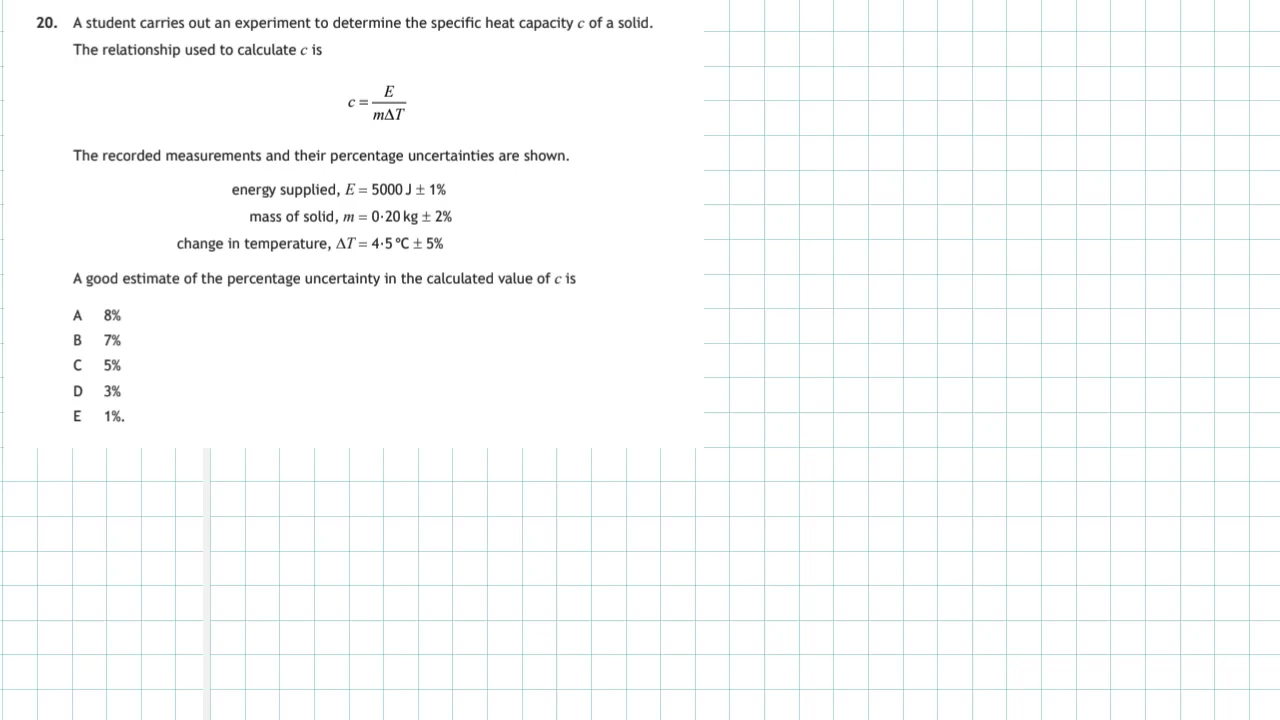 20. A student carries out an experiment to determine the specific heat capacity c of a solid.
The relationship used to calculate c is
c = E / mΔT
The recorded measurements and their percentage uncertainties are shown.
energy supplied, E = 5000 J ± 1%
mass of solid, m = 0·20 kg ± 2%
change in temperature, ΔT = 4·5 °C ± 5%
A good estimate of the percentage uncertainty in the calculated value of c is
A 8%
B 7%
C 5%
D 3%
E 1%.